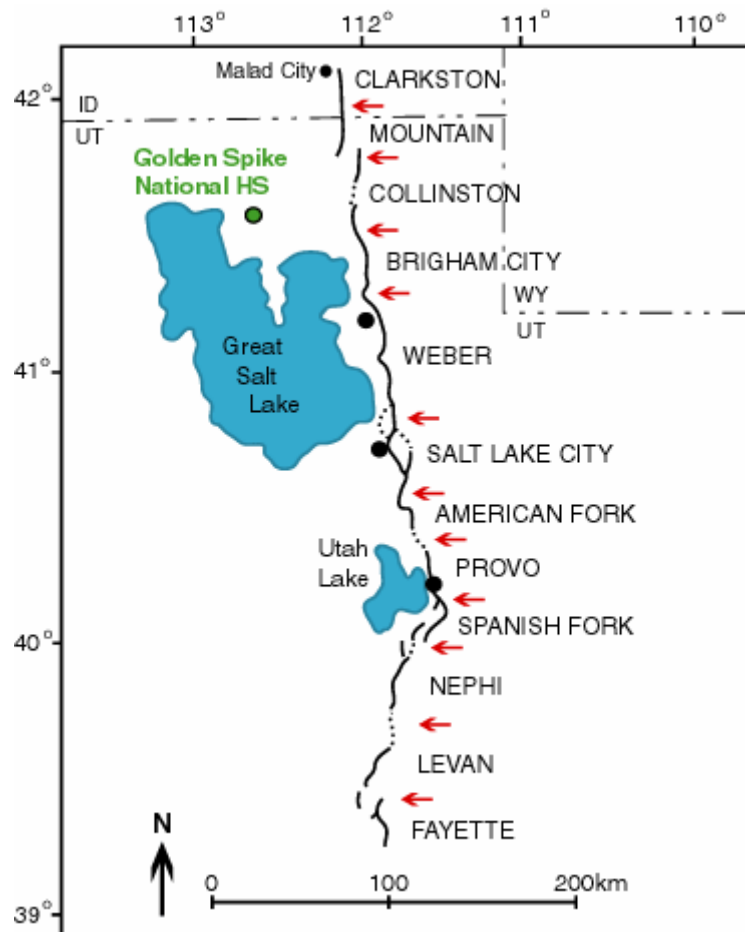 113°
112°
111°
110°
Malad City
CLARKSTON
42°
ID
UT
MOUNTAIN
Golden Spike
National HS
COLLINSTON
BRIGHAM CITY
WY
UT
Great
Salt
Lake
41°
WEBER
SALT LAKE CITY
AMERICAN FORK
Utah
Lake
PROVO
SPANISH FORK
40°
NEPHI
LEVAN
FAYETTE
N
0
100
200km
39°